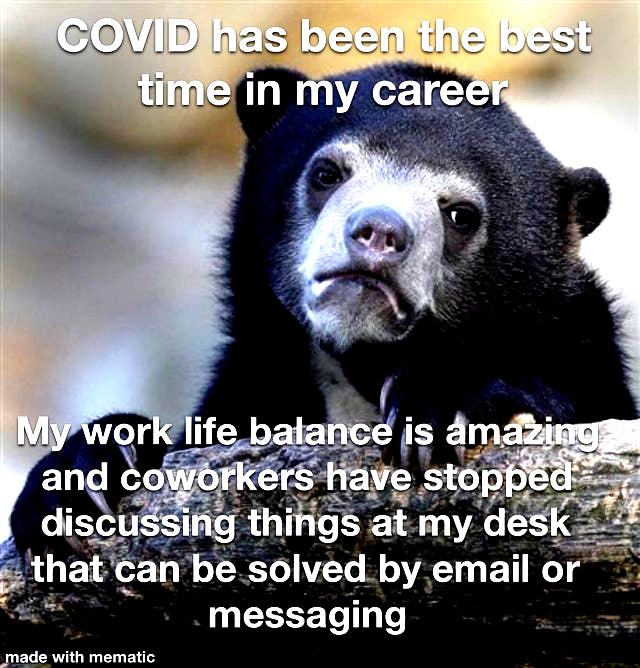 COVID has been the best
time in my career
My work life balance is amazing
and coworkers have stopped
discussing things at my desk
that can be solved by email or
messaging
made with mematic